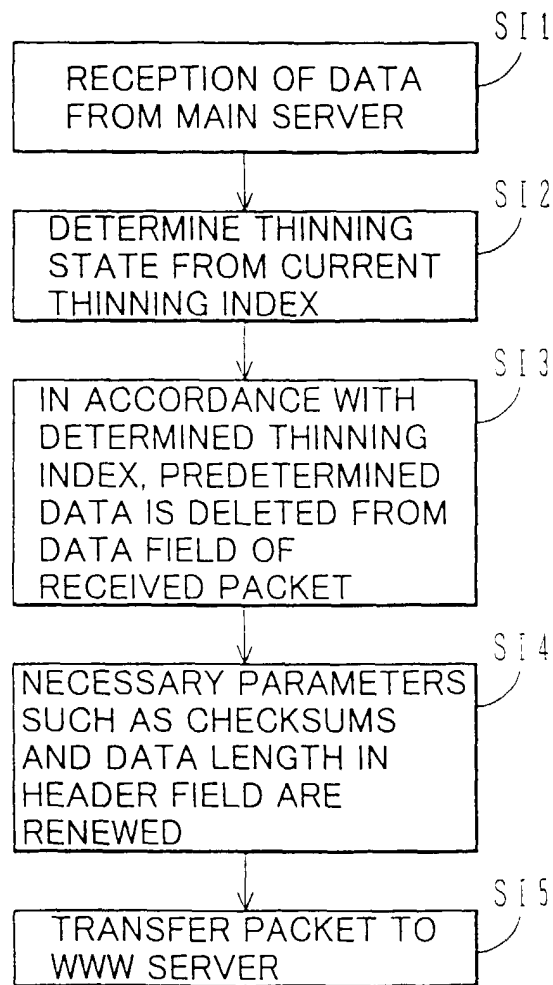 SI1
RECEPTION OF DATA
FROM MAIN SERVER
SI2
DETERMINE THINNING
STATE FROM CURRENT
THINNING INDEX
SI3
IN ACCORDANCE WITH
DETERMINED THINNING
INDEX, PREDETERMINED
DATA IS DELETED FROM
DATA FIELD OF
RECEIVED PACKET
SI4
NECESSARY PARAMETERS
SUCH AS CHECKSUMS
AND DATA LENGTH IN
HEADER FIELD ARE
RENEWED
SI5
TRANSFER PACKET TO
WWW SERVER